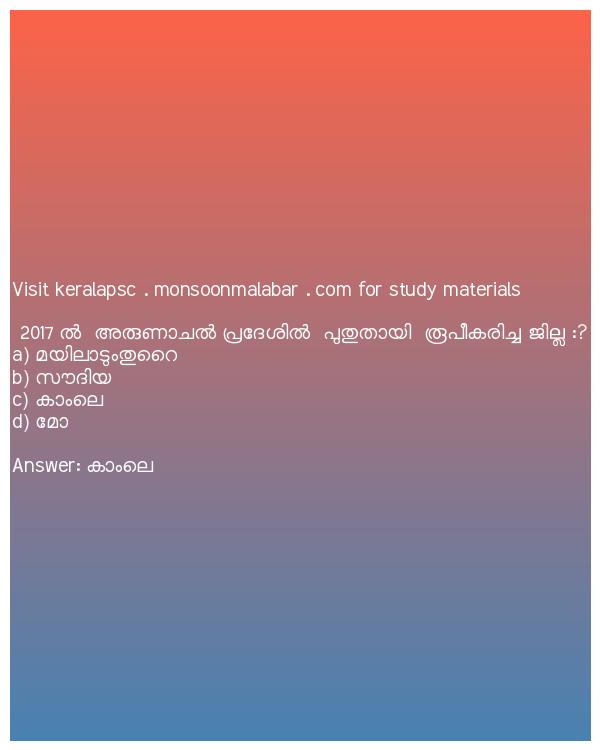 Visit keralapsc . monsoonmalabar . com for study materials
2017 ൽ അരുണാചൽ പ്രദേശിൽ പുതുതായി രൂപീകരിച്ച ജില്ല :?
a) മയിലാടുംതുറൈ
b) സൗദിയ
c) കാംലെ
d) മോ
Answer: കാംലെ